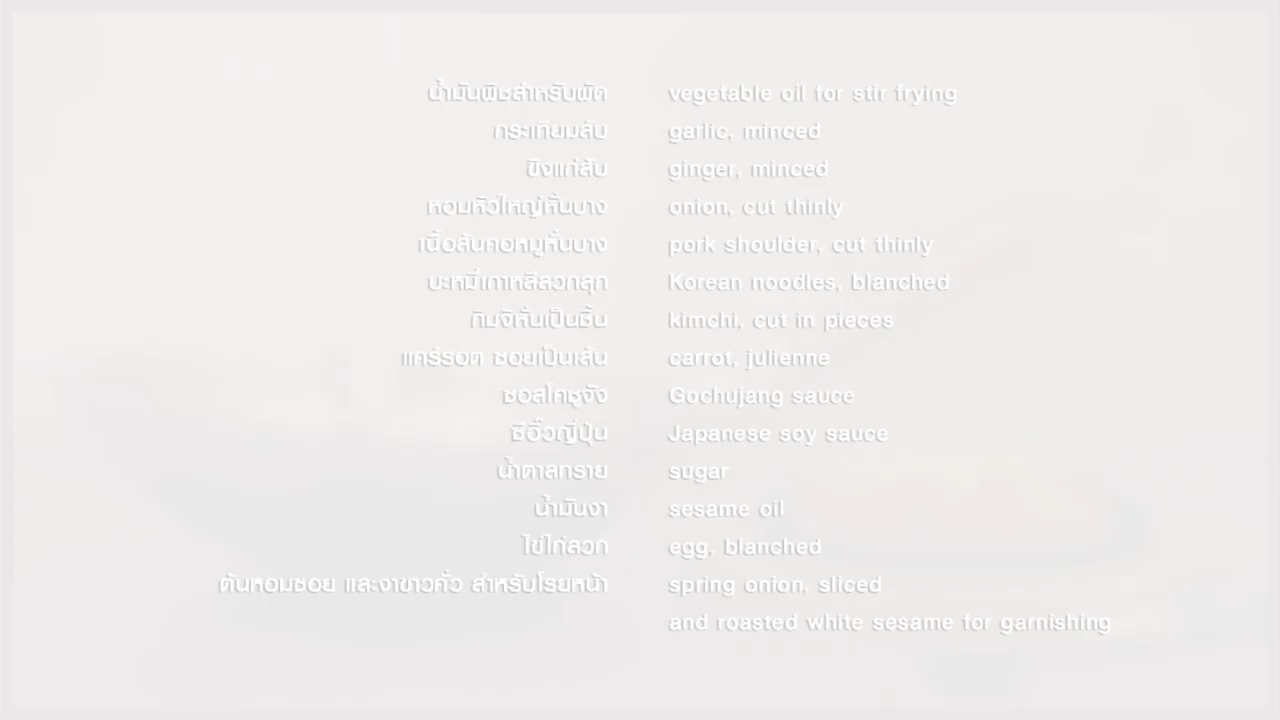 น้ำมันพืชสำหรับผัด vegetable oil for stir frying
กระเทียมสับ garlic, minced
ขิงแก่สับ ginger, minced
หอมหัวใหญ่หั่นบาง onion, cut thinly
เนื้อสันคอหมูหั่นบาง pork shoulder, cut thinly
บะหมี่เกาหลีลวกสุก Korean noodles, blanched
กิมจิหั่นเป็นชิ้น kimchi, cut in pieces
แคร์รอต ซอยเป็นเส้น carrot, julienne
ซอสโคชูจัง Gochujang sauce
ซีอิ๊วญี่ปุ่น Japanese soy sauce
น้ำตาลทราย sugar
น้ำมันงา sesame oil
ไข่ไก่ลวก egg, blanched
ต้นหอมซอย และงาขาวคั่ว สำหรับโรยหน้า spring onion, sliced
and roasted white sesame for garnishing